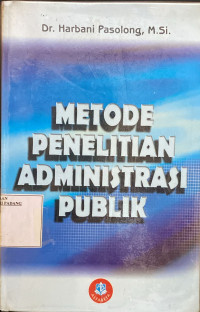 Dr. Harbani Pasolong, M.Si.
METODE
PENELITIAN
ADMINISTRASI
PUBLIK